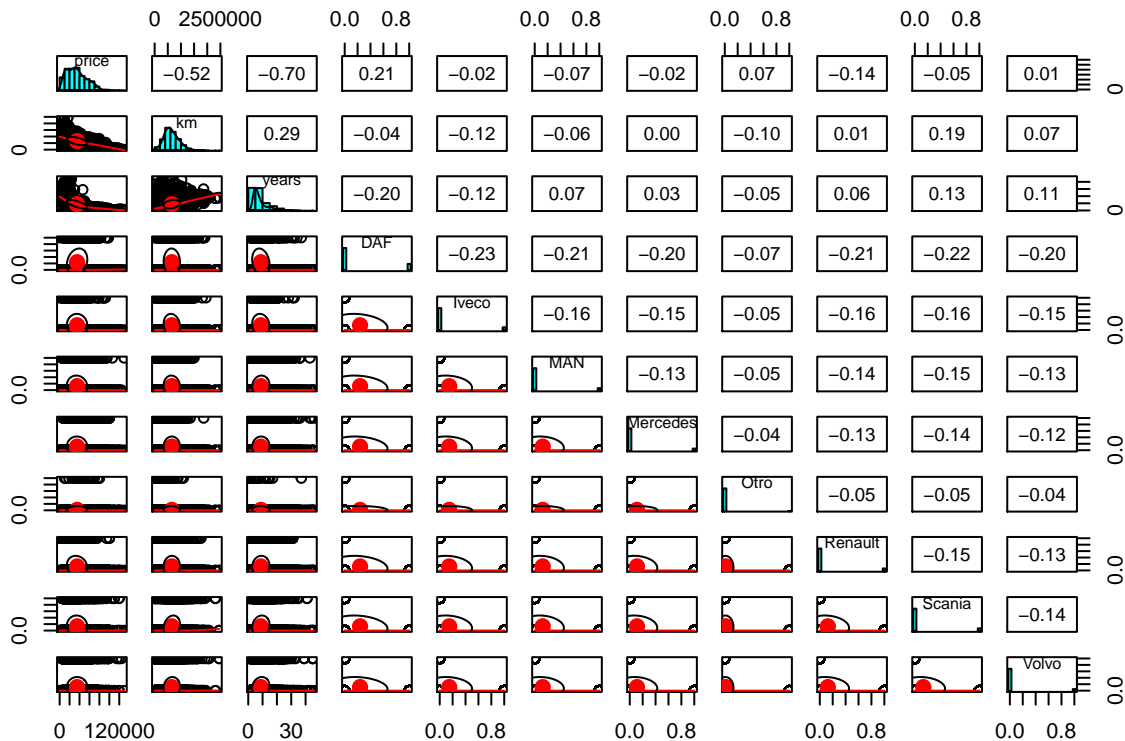 0 2500000 0.0 0.8 0.0 0.8 0.0 0.8 0.0 0.8
price −0.52 −0.70 0.21 −0.02 −0.07 −0.02 0.07 −0.14 −0.05 0.01 0
0 km 0.29 −0.04 −0.12 −0.06 0.00 −0.10 0.01 0.19 0.07
years −0.20 −0.12 0.07 0.03 −0.05 0.06 0.13 0.11 0
0.0 DAF −0.23 −0.21 −0.20 −0.07 −0.21 −0.22 −0.20
Iveco −0.16 −0.15 −0.05 −0.16 −0.16 −0.15 0.0
0.0 MAN −0.13 −0.05 −0.14 −0.15 −0.13
Mercedes −0.04 −0.13 −0.14 −0.12 0.0
0.0 Otro −0.05 −0.05 −0.04
Renault −0.15 −0.13 0.0
0.0 Scania −0.14
Volvo 0.0
0 120000 0 30 0.0 0.8 0.0 0.8 0.0 0.8 0.0 0.8